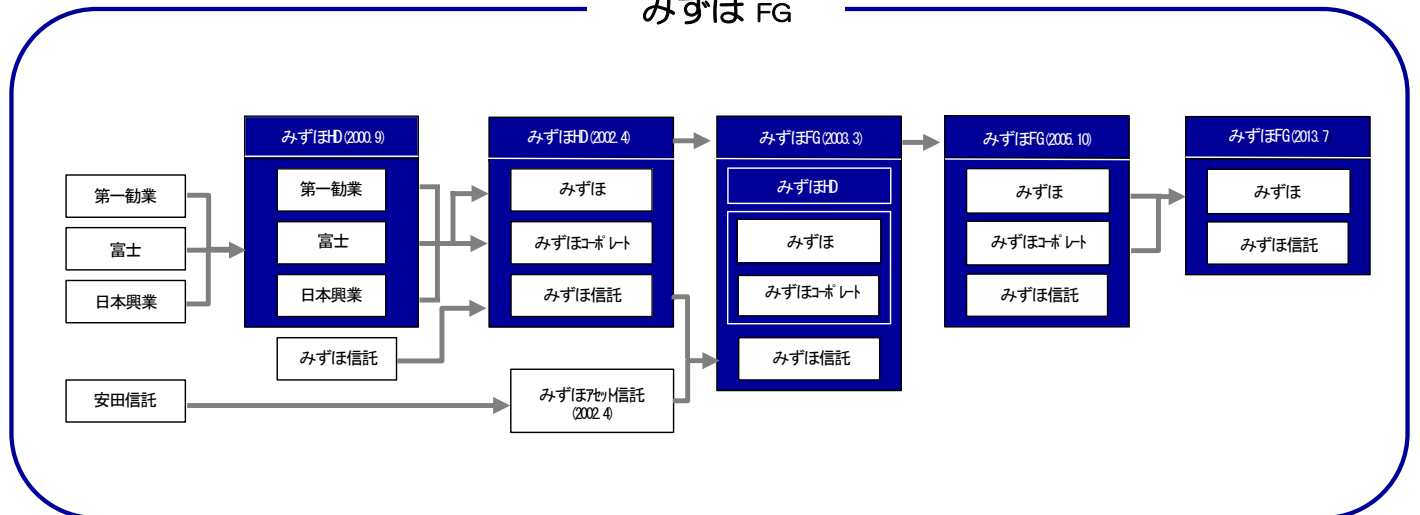 みずほ FG
第一勧業
富士
日本興業
安田信託
みずほHD(2000.9)
第一勧業
富士
日本興業
みずほ信託
みずほHD(2002.4)
みずほ
みずほコーポレート
みずほ信託
みずほアセット信託
(2002.4)
みずほFG(2003.3)
みずほHD
みずほ
みずほコーポレート
みずほ信託
みずほFG(2005.10)
みずほ
みずほコーポレート
みずほ信託
みずほFG(2013.7)
みずほ
みずほ信託